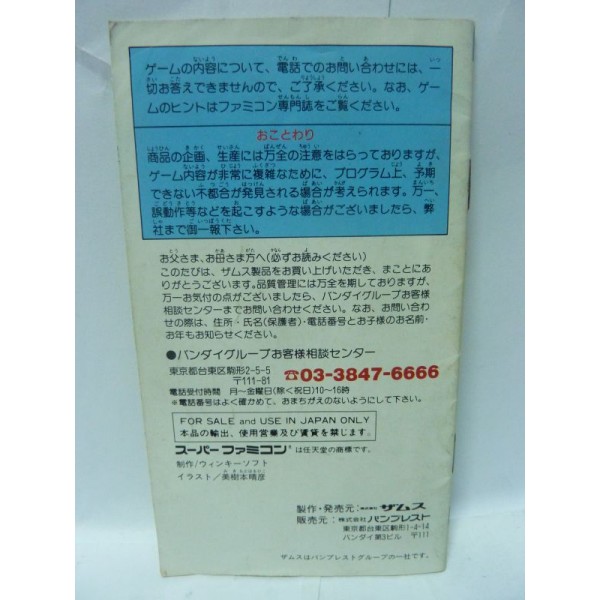 ゲームの内容について、電話でのお問い合わせには、一
切お答えできませんので、ご了承ください。なお、ゲー
ムのヒントはファミコン専門誌をご覧ください。
おことわり
商品の企画、生産には万全の注意をはらっておりますが、
ゲーム内容が非常に複雑なために、プログラム上、予期
できない不都合が発見される場合が考えられます。万一、
誤動作等などを起こすような場合がございましたら、弊
社まで御一報下さい。
お父さま、お母さま方へ(必ずお読みください)
このたびは、ザムス製品をお買い上げいただき、まことにあ
りがとうございます。品質管理には万全を期しておりますが、
万一お気付の点がございましたら、バンダイグループお客様
相談センターまでお問い合わせください。なお、お問い合わ
せの際は、住所・氏名(保護者)・電話番号とお子様のお名前・
お年もお知らせください。
●バンダイグループお客様相談センター
東京都台東区駒形2-5-5
〒111-81
☎03-3847-6666
電話受付時間 月〜金曜日(除く祝日)10〜16時
*電話番号はよく確かめて、おまちがえのないようにして下さい。
FOR SALE and USE IN JAPAN ONLY
本品の輸出、使用営業及び賃貸を禁じます。
スーパーファミコン®は任天堂の商標です。
制作/ウィンキーソフト
イラスト/美樹本晴彦
製作・発売元:株式会社 ザムス
販売元:株式会社 バンプレスト
東京都台東区駒形1-4-14
バンダイ第3ビル 〒111
ザムスはバンプレストグループの一社です。